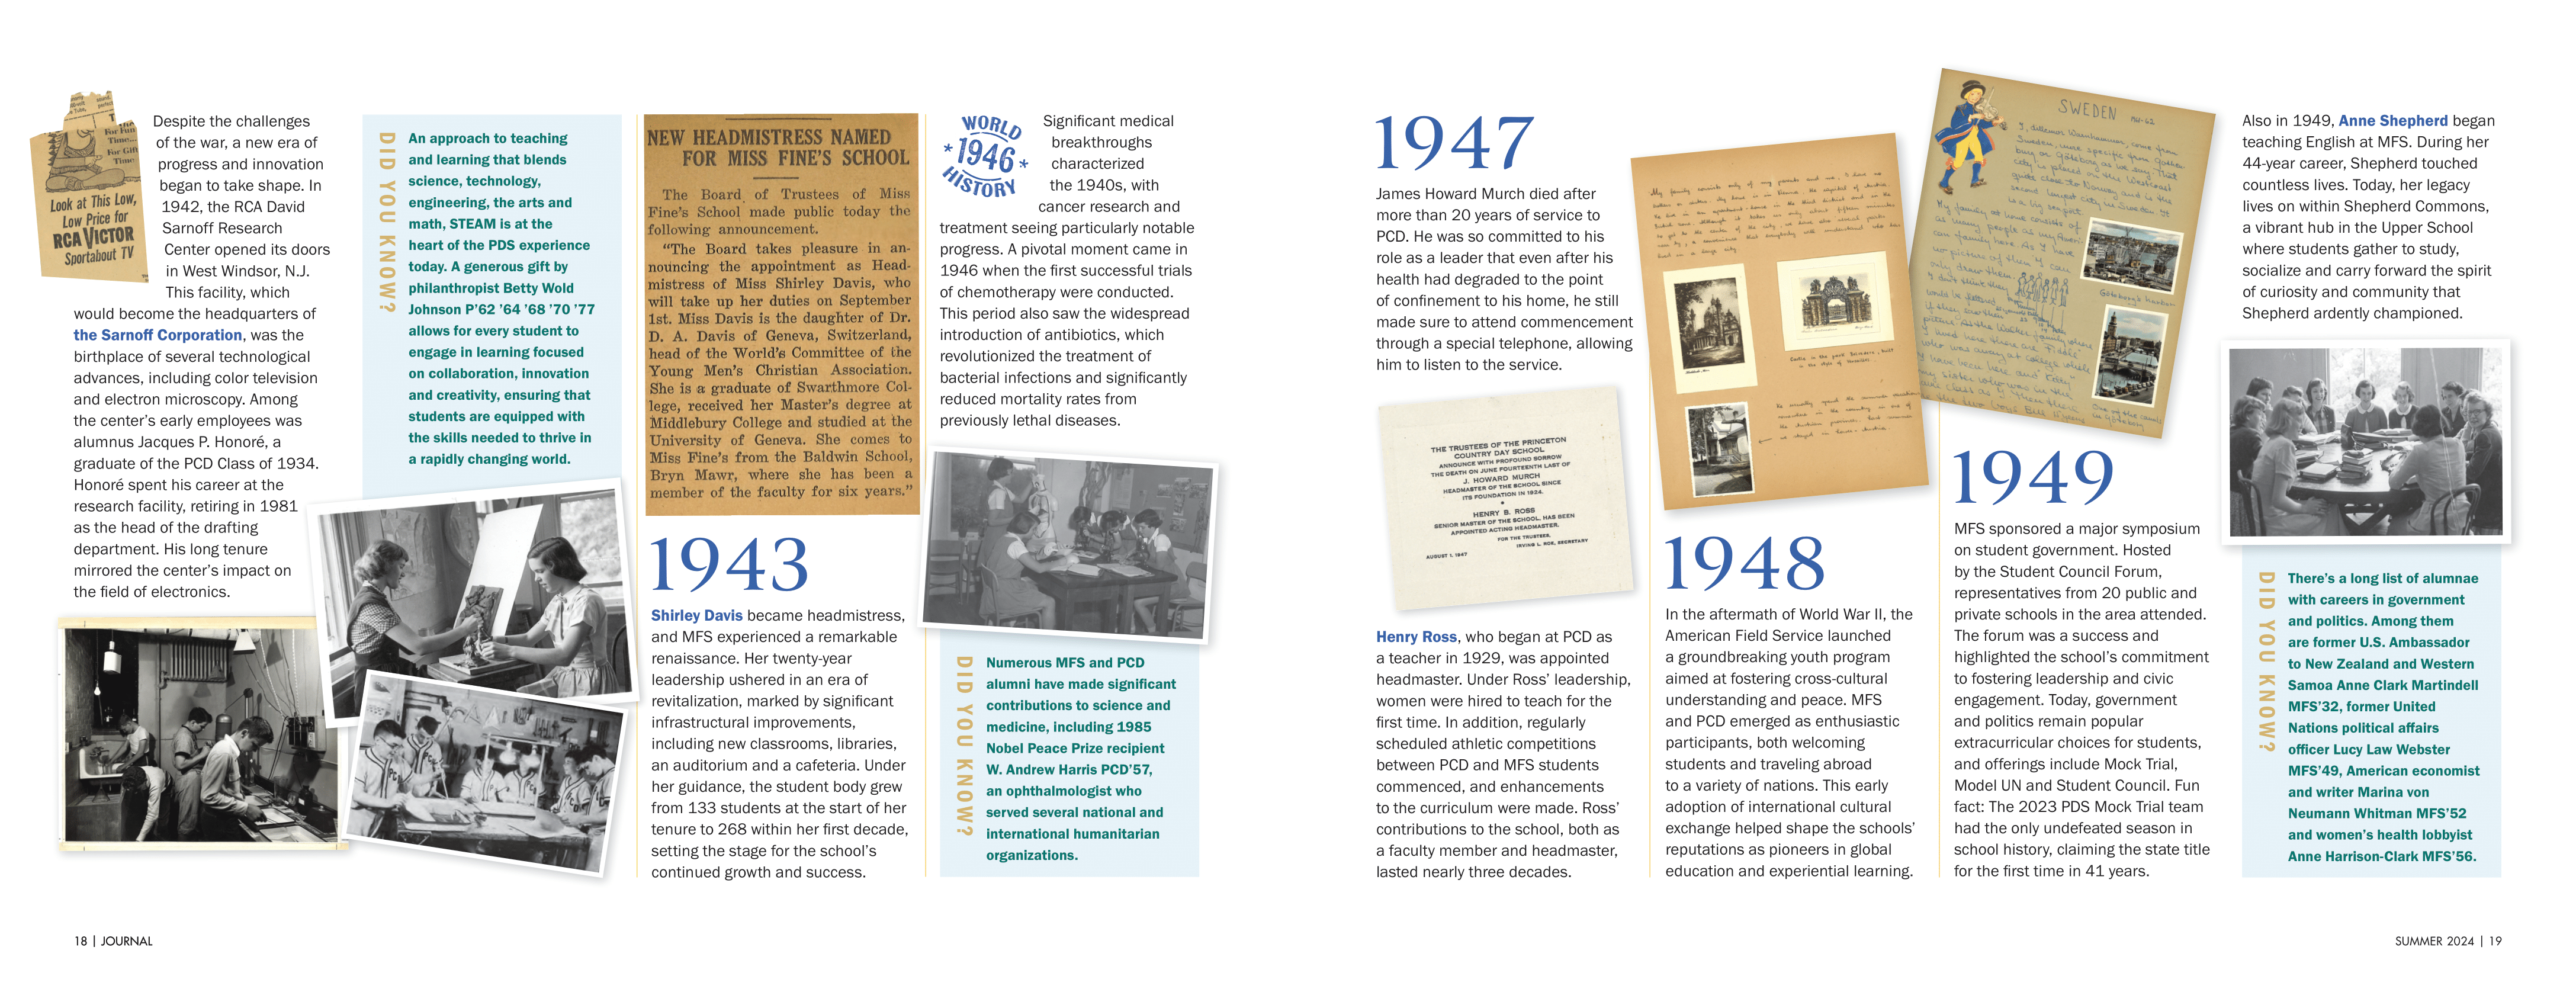 For Fun
Time...
For Gift
Time
Look at This Low,
Low Price for
RCA VICTOR
Sportabout TV
Despite the challenges
of the war, a new era of
progress and innovation
began to take shape. In
1942, the RCA David
Sarnoff Research
Center opened its doors
in West Windsor, N.J.
This facility, which
would become the headquarters of
the Sarnoff Corporation, was the
birthplace of several technological
advances, including color television
and electron microscopy. Among
the center’s early employees was
alumnus Jacques P. Honoré, a
graduate of the PCD Class of 1934.
Honoré spent his career at the
research facility, retiring in 1981
as the head of the drafting
department. His long tenure
mirrored the center’s impact on
the field of electronics.
DID YOU KNOW?
An approach to teaching
and learning that blends
science, technology,
engineering, the arts and
math, STEAM is at the
heart of the PDS experience
today. A generous gift by
philanthropist Betty Wold
Johnson P’62 ’64 ’68 ’70 ’77
allows for every student to
engage in learning focused
on collaboration, innovation
and creativity, ensuring that
students are equipped with
the skills needed to thrive in
a rapidly changing world.
NEW HEADMISTRESS NAMED
FOR MISS FINE'S SCHOOL
The Board of Trustees of Miss
Fine's School made public today the
following announcement.
"The Board takes pleasure in an-
nouncing the appointment as Head-
mistress of Miss Shirley Davis, who
will take up her duties on September
1st. Miss Davis is the daughter of Dr.
D. A. Davis of Geneva, Switzerland,
head of the World's Committee of the
Young Men's Christian Association.
She is a graduate of Swarthmore Col-
lege, received her Master's degree at
Middlebury College and studied at the
University of Geneva. She comes to
Miss Fine's from the Baldwin School,
Bryn Mawr, where she has been a
member of the faculty for six years."
1943
Shirley Davis became headmistress,
and MFS experienced a remarkable
renaissance. Her twenty-year
leadership ushered in an era of
revitalization, marked by significant
infrastructural improvements,
including new classrooms, libraries,
an auditorium and a cafeteria. Under
her guidance, the student body grew
from 133 students at the start of her
tenure to 268 within her first decade,
setting the stage for the school’s
continued growth and success.
WORLD
*1946*
HISTORY
Significant medical
breakthroughs
characterized
the 1940s, with
cancer research and
treatment seeing particularly notable
progress. A pivotal moment came in
1946 when the first successful trials
of chemotherapy were conducted.
This period also saw the widespread
introduction of antibiotics, which
revolutionized the treatment of
bacterial infections and significantly
reduced mortality rates from
previously lethal diseases.
DID YOU KNOW?
Numerous MFS and PCD
alumni have made significant
contributions to science and
medicine, including 1985
Nobel Peace Prize recipient
W. Andrew Harris PCD’57,
an ophthalmologist who
served several national and
international humanitarian
organizations.
18 | JOURNAL
1947
James Howard Murch died after
more than 20 years of service to
PCD. He was so committed to his
role as a leader that even after his
health had degraded to the point
of confinement to his home, he still
made sure to attend commencement
through a special telephone, allowing
him to listen to the service.
THE TRUSTEES OF THE PRINCETON
COUNTRY DAY SCHOOL
ANNOUNCE WITH PROFOUND SORROW
THE DEATH ON JUNE FOURTEENTH LAST OF
J. HOWARD MURCH
HEADMASTER OF THE SCHOOL SINCE
ITS FOUNDATION IN 1924.
HENRY B. ROSS
SENIOR MASTER OF THE SCHOOL, HAS BEEN
APPOINTED ACTING HEADMASTER.
FOR THE TRUSTEES,
IRVING L. ROE, SECRETARY
AUGUST 1, 1947
Henry Ross, who began at PCD as
a teacher in 1929, was appointed
headmaster. Under Ross’ leadership,
women were hired to teach for the
first time. In addition, regularly
scheduled athletic competitions
between PCD and MFS students
commenced, and enhancements
to the curriculum were made. Ross’
contributions to the school, both as
a faculty member and headmaster,
lasted nearly three decades.
1948
In the aftermath of World War II, the
American Field Service launched
a groundbreaking youth program
aimed at fostering cross-cultural
understanding and peace. MFS
and PCD emerged as enthusiastic
participants, both welcoming
students and traveling abroad
to a variety of nations. This early
adoption of international cultural
exchange helped shape the schools’
reputations as pioneers in global
education and experiential learning.
SWEDEN
1949
MFS sponsored a major symposium
on student government. Hosted
by the Student Council Forum,
representatives from 20 public and
private schools in the area attended.
The forum was a success and
highlighted the school’s commitment
to fostering leadership and civic
engagement. Today, government
and politics remain popular
extracurricular choices for students,
and offerings include Mock Trial,
Model UN and Student Council. Fun
fact: The 2023 PDS Mock Trial team
had the only undefeated season in
school history, claiming the state title
for the first time in 41 years.
Also in 1949, Anne Shepherd began
teaching English at MFS. During her
44-year career, Shepherd touched
countless lives. Today, her legacy
lives on within Shepherd Commons,
a vibrant hub in the Upper School
where students gather to study,
socialize and carry forward the spirit
of curiosity and community that
Shepherd ardently championed.
DID YOU KNOW?
There’s a long list of alumnae
with careers in government
and politics. Among them
are former U.S. Ambassador
to New Zealand and Western
Samoa Anne Clark Martindell
MFS’32, former United
Nations political affairs
officer Lucy Law Webster
MFS’49, American economist
and writer Marina von
Neumann Whitman MFS’52
and women’s health lobbyist
Anne Harrison-Clark MFS’56.
SUMMER 2024 | 19